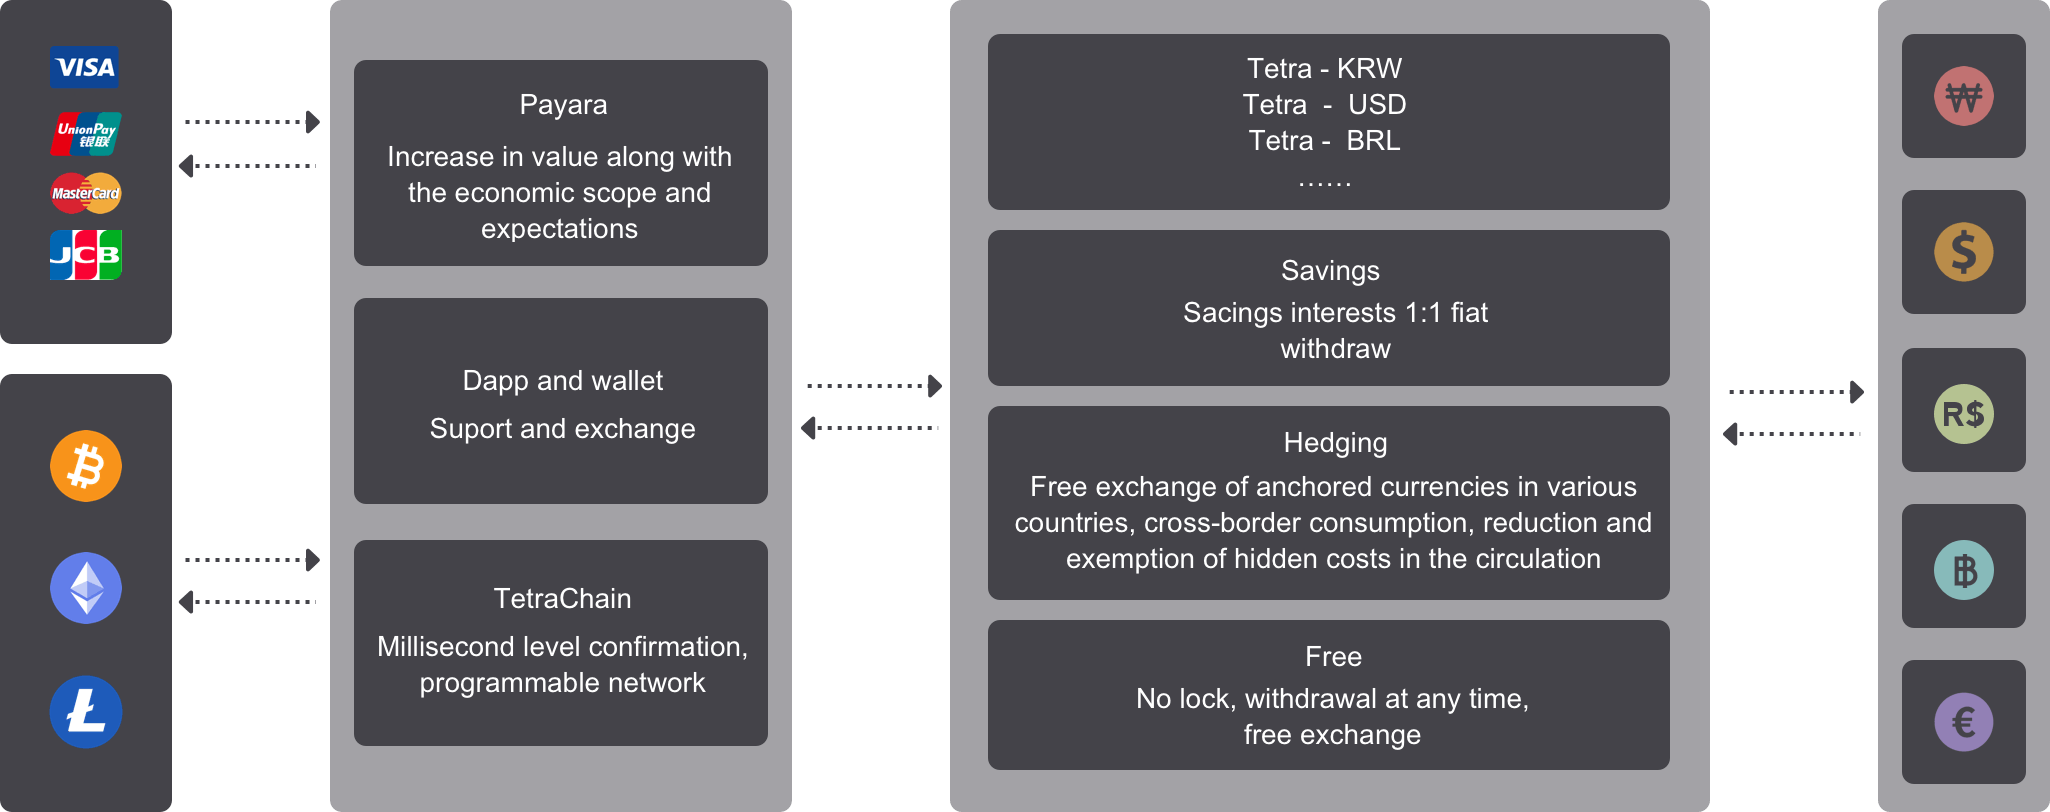 VISA
UnionPay
银联
MasterCard
JCB
Payara
Increase in value along with
the economic scope and
expectations
Dapp and wallet
Suport and exchange
TetraChain
Millisecond level confirmation,
programmable network
Tetra - KRW
Tetra - USD
Tetra - BRL
......
Savings
Sacings interests 1:1 fiat
withdraw
Hedging
Free exchange of anchored currencies in various
countries, cross-border consumption, reduction and
exemption of hidden costs in the circulation
Free
No lock, withdrawal at any time,
free exchange
₩
$
R$
฿
€